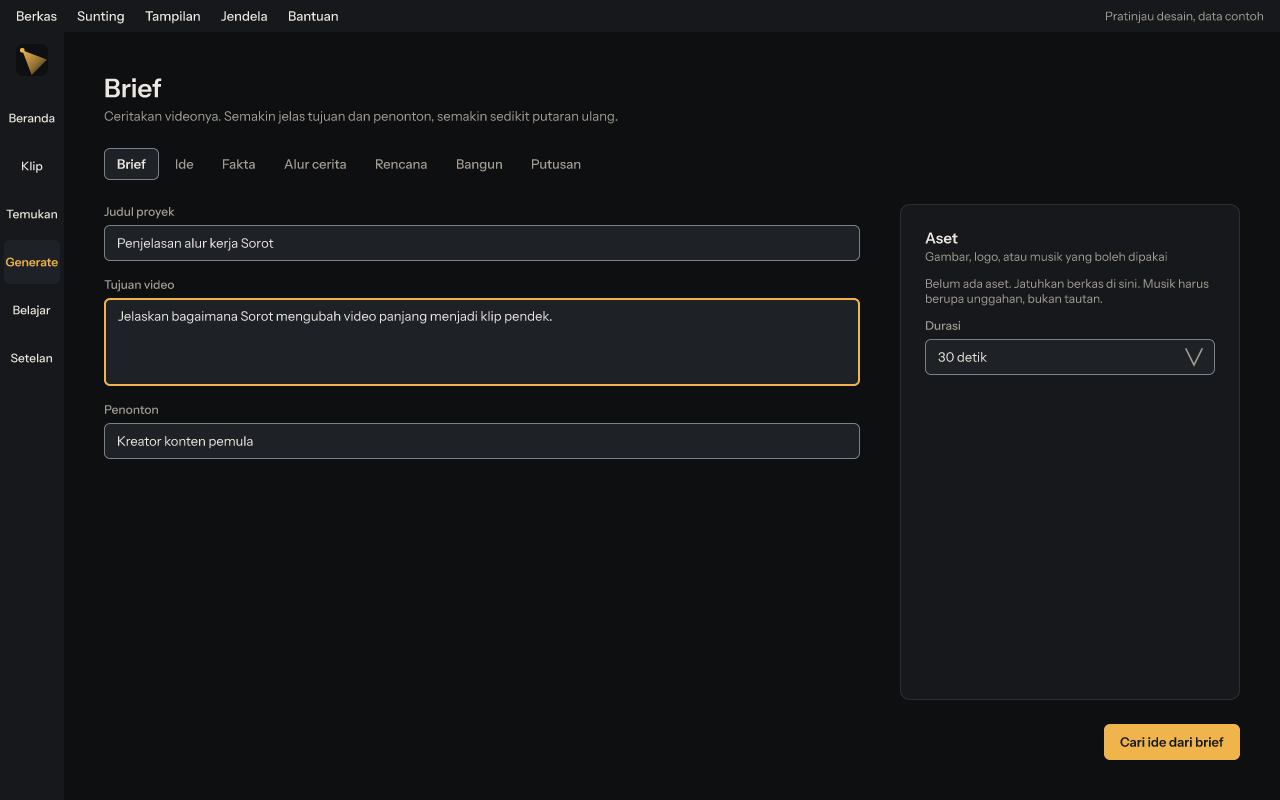 Berkas Sunting Tampilan Jendela Bantuan Pratinjau desain, data contoh
Beranda
Klip
Temukan
Generate
Belajar
Setelan
Brief
Ceritakan videonya. Semakin jelas tujuan dan penonton, semakin sedikit putaran ulang.
Brief Ide Fakta Alur cerita Rencana Bangun Putusan
Judul proyek
Penjelasan alur kerja Sorot
Tujuan video
Jelaskan bagaimana Sorot mengubah video panjang menjadi klip pendek.
Penonton
Kreator konten pemula
Aset
Gambar, logo, atau musik yang boleh dipakai
Belum ada aset. Jatuhkan berkas di sini. Musik harus
berupa unggahan, bukan tautan.
Durasi
30 detik
Cari ide dari brief